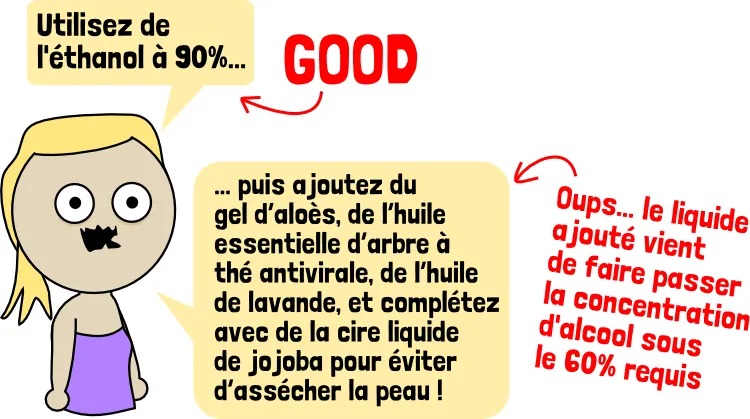 Utilisez de
l'éthanol à 90%...
GOOD
... puis ajoutez du
gel d'aloès, de l'huile
essentielle d'arbre à
thé antivirale, de l'huile
de lavande, et complétez
avec de la cire liquide
de jojoba pour éviter
d'assécher la peau !
Oups... le liquide
ajouté vient
de faire passer
la concentration
d'alcool sous
le 60% requis